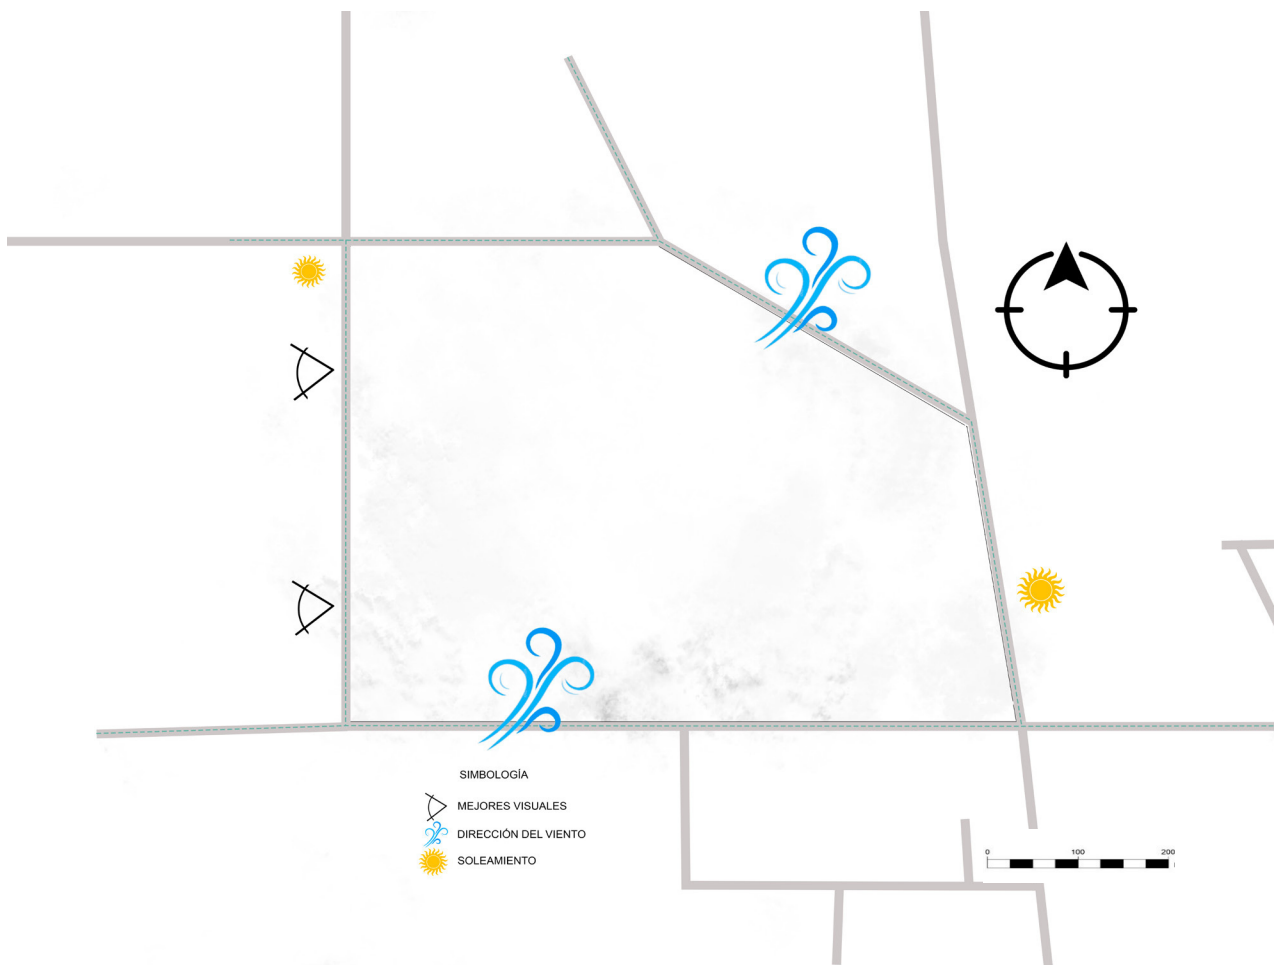 SIMBOLOGÍA
MEJORES VISUALES
DIRECCIÓN DEL VIENTO
SOLEAMIENTO
0 100 200